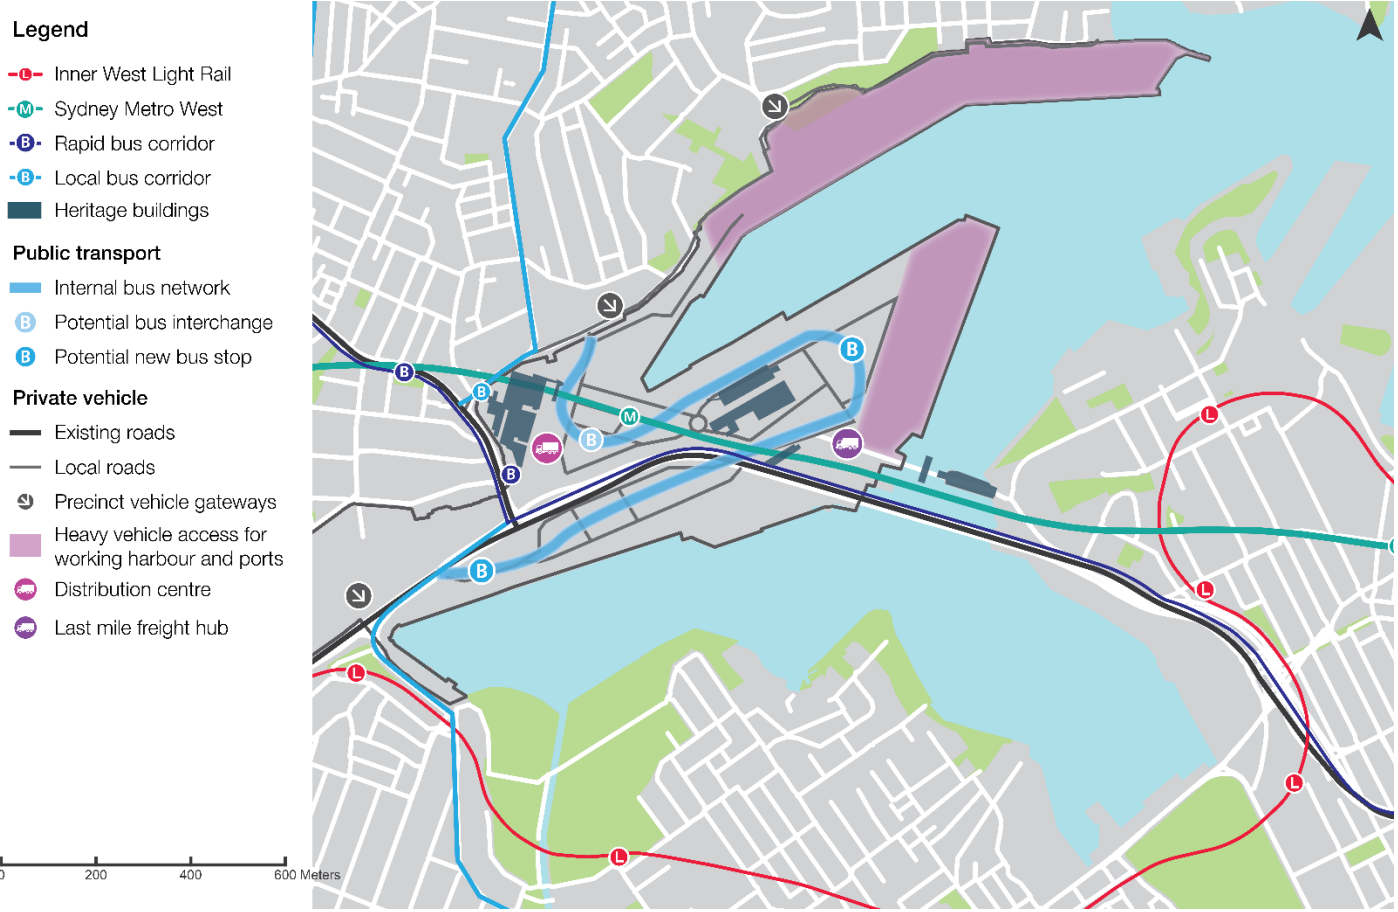 Legend
L Inner West Light Rail
M Sydney Metro West
B Rapid bus corridor
B Local bus corridor
Heritage buildings
Public transport
Internal bus network
B Potential bus interchange
B Potential new bus stop
Private vehicle
Existing roads
Local roads
Precinct vehicle gateways
Heavy vehicle access for
working harbour and ports
Distribution centre
Last mile freight hub
0 200 400 600 Meters
B
B
B
M
L
B
B
B
L
L
L
L